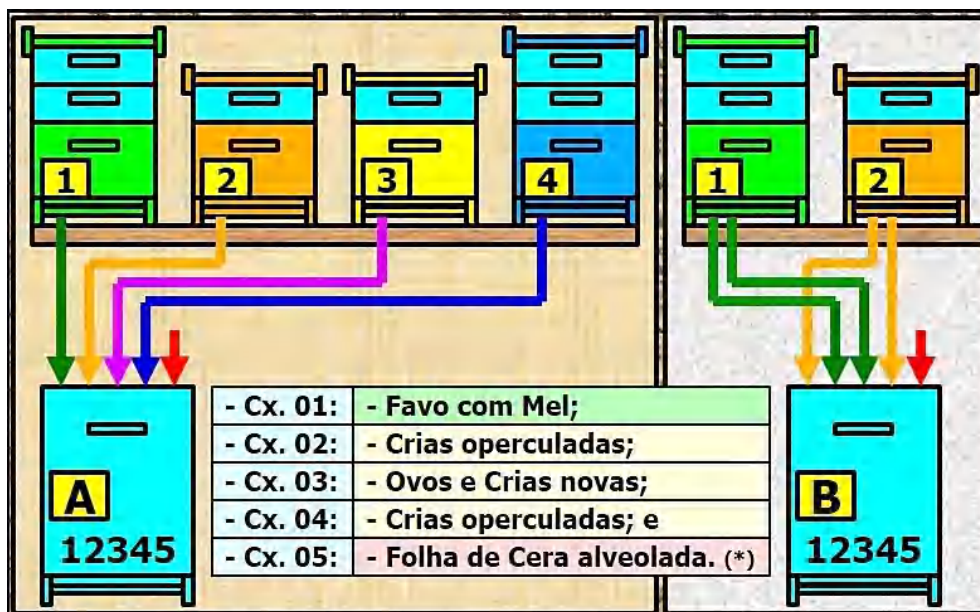 1
2
3
4
1
2
A
12345
- Cx. 01: - Favo com Mel;
- Cx. 02: - Crias operculadas;
- Cx. 03: - Ovos e Crias novas;
- Cx. 04: - Crias operculadas; e
- Cx. 05: - Folha de Cera alveolada. (*)
B
12345